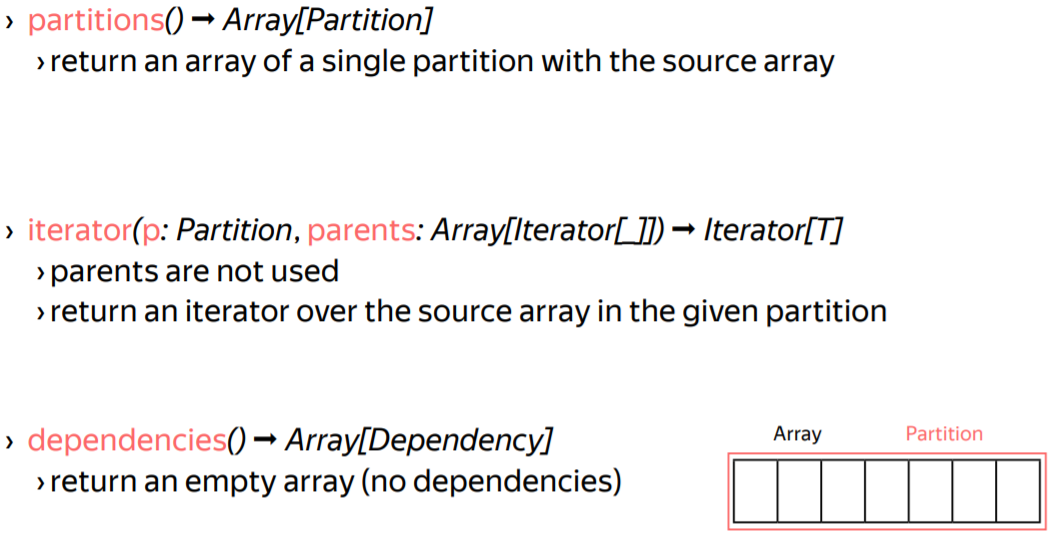 › partitions() → Array[Partition]
› return an array of a single partition with the source array
› iterator(p: Partition, parents: Array[Iterator[_]]) → Iterator[T]
› parents are not used
› return an iterator over the source array in the given partition
› dependencies() → Array[Dependency]
› return an empty array (no dependencies)
Array Partition